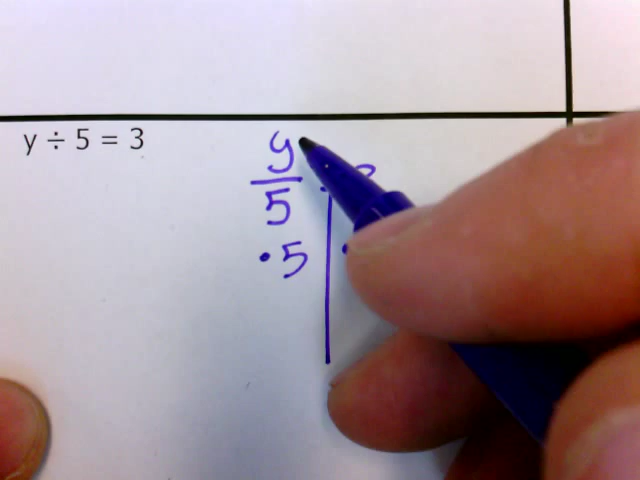 y ÷ 5 = 3
y
5
· 5 ·